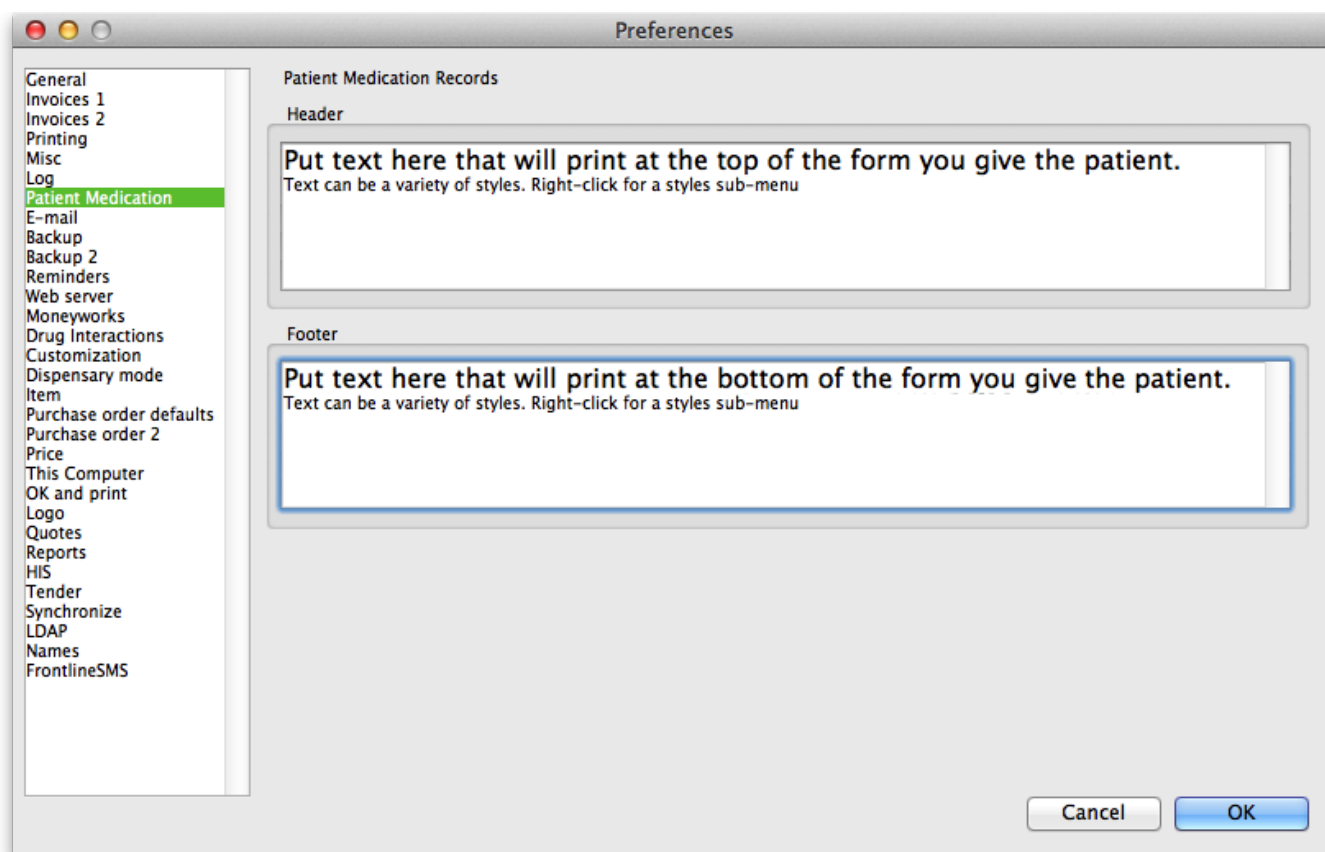 Preferences
General
Invoices 1
Invoices 2
Printing
Misc
Log
Patient Medication
E-mail
Backup
Backup 2
Reminders
Web server
Moneyworks
Drug Interactions
Customization
Dispensary mode
Item
Purchase order defaults
Purchase order 2
Price
This Computer
OK and print
Logo
Quotes
Reports
HIS
Tender
Synchronize
LDAP
Names
FrontlineSMS
Patient Medication Records
Header
Put text here that will print at the top of the form you give the patient.
Text can be a variety of styles. Right-click for a styles sub-menu
Footer
Put text here that will print at the bottom of the form you give the patient.
Text can be a variety of styles. Right-click for a styles sub-menu
Cancel
OK